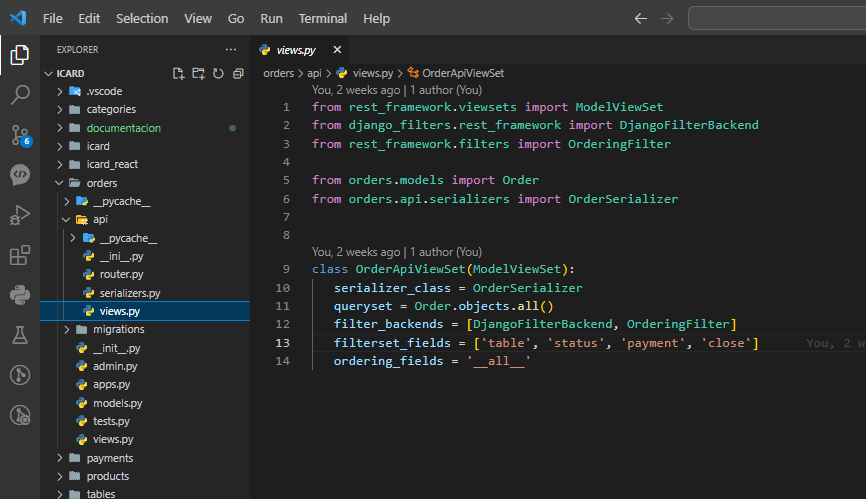 File Edit Selection View Go Run Terminal Help
EXPLORER
...
views.py
ICARD
orders > api > views.py > OrderApiViewSet
.vscode
categories
documentacion
icard
icard_react
orders
__pycache__
api
__pycache__
__ini__.py
router.py
serializers.py
views.py
migrations
__init__.py
admin.py
apps.py
models.py
tests.py
views.py
payments
products
tables
6
You, 2 weeks ago | 1 author (You)
1 from rest_framework.viewsets import ModelViewSet
2 from django_filters.rest_framework import DjangoFilterBackend
3 from rest_framework.filters import OrderingFilter
4
5 from orders.models import Order
6 from orders.api.serializers import OrderSerializer
7
8
You, 2 weeks ago | 1 author (You)
9 class OrderApiViewSet(ModelViewSet):
10 serializer_class = OrderSerializer
11 queryset = Order.objects.all()
12 filter_backends = [DjangoFilterBackend, OrderingFilter]
13 filterset_fields = ['table', 'status', 'payment', 'close'] You, 2 w
14 ordering_fields = '__all__'